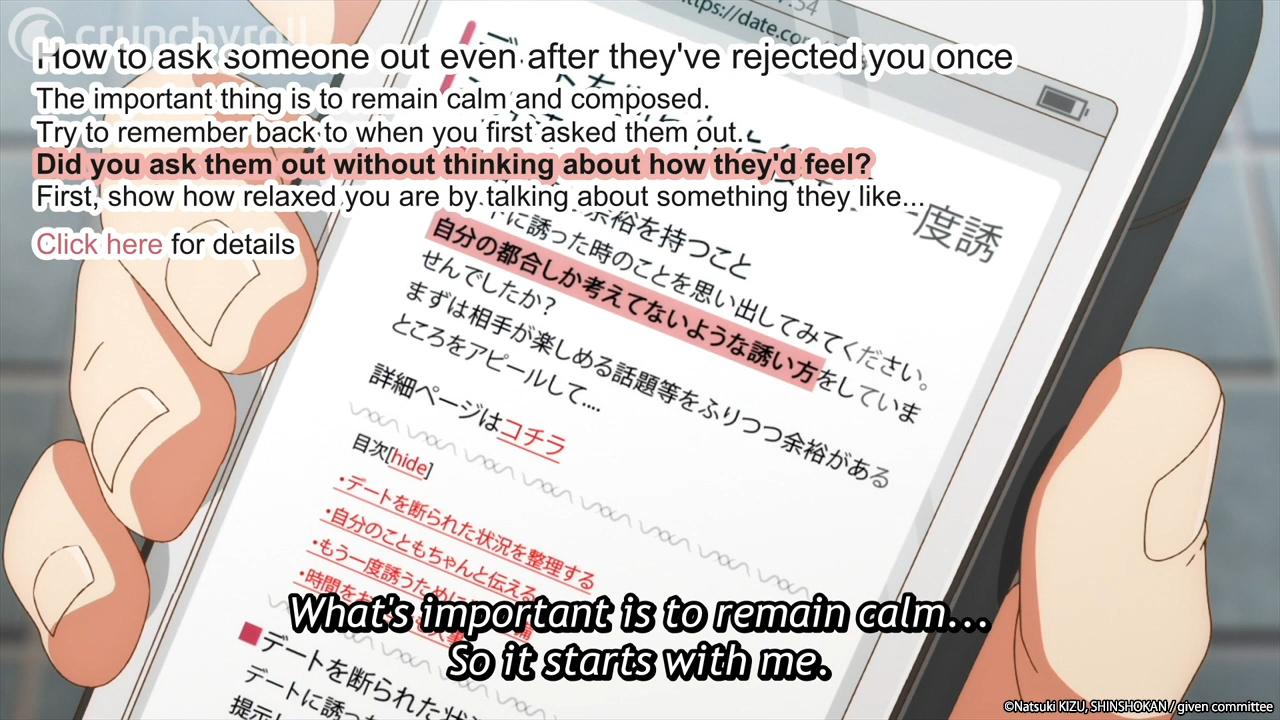 crunchyroll
:54
https://date.com
How to ask someone out even after they've rejected you once
The important thing is to remain calm and composed.
Try to remember back to when you first asked them out.
Did you ask them out without thinking about how they'd feel?
First, show how relaxed you are by talking about something they like...
Click here for details
度誘
余裕を持つこと
に誘った時のことを思い出してみてください。
自分の都合しか考えてないような誘い方をしていま
せんでしたか？
まずは相手が楽しめる話題等をふりつつ余裕がある
ところをアピールして....
詳細ページはコチラ
目次[hide]
・デートを断られた状況を整理する
・自分のこともちゃんと伝える
・もう一度誘うために
・時間をお
■デートを断られた状
デートに誘っ
提示し
What's important is to remain calm...
So it starts with me.
©Natsuki KIZU, SHINSHOKAN / given committee